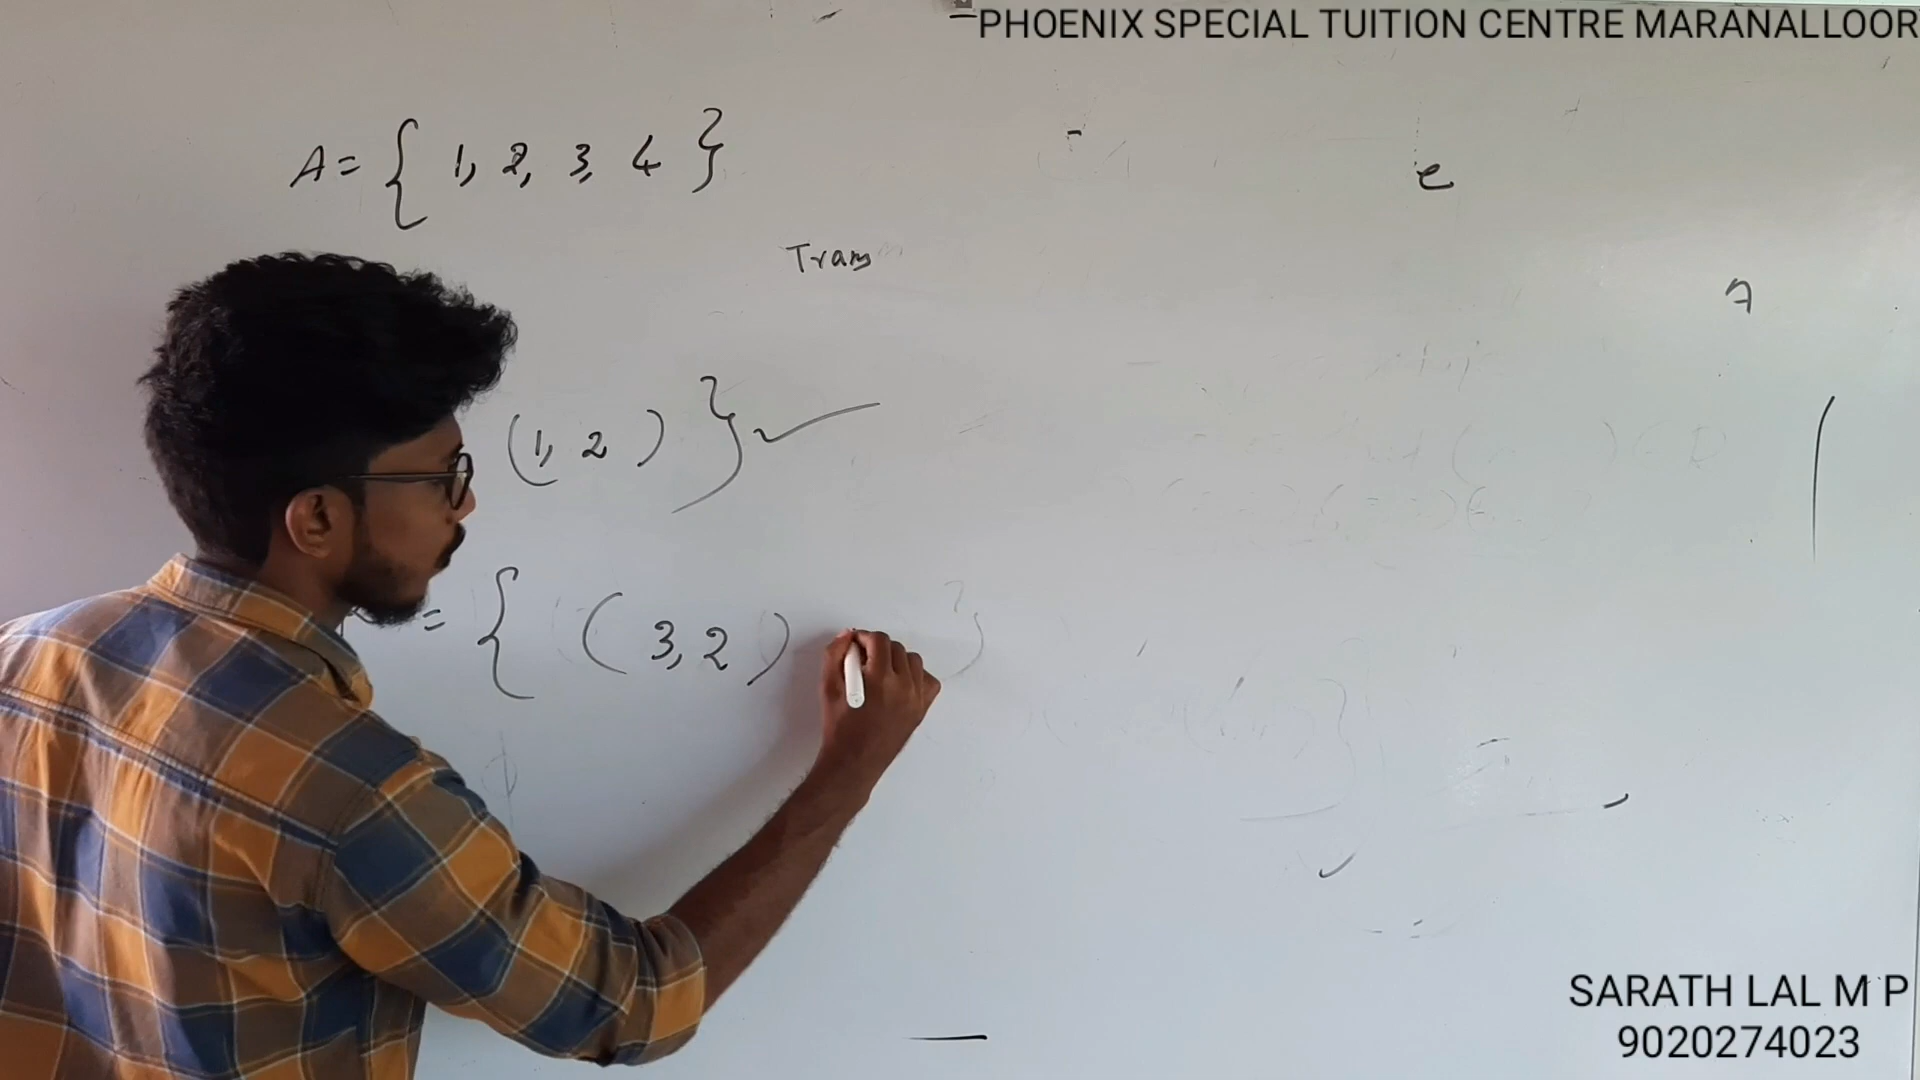 PHOENIX SPECIAL TUITION CENTRE MARANALLOOR
A = { 1, 2, 3, 4 }
e
Trans
(1, 2) } ✓
= { (3, 2)
SARATH LAL M P
9020274023